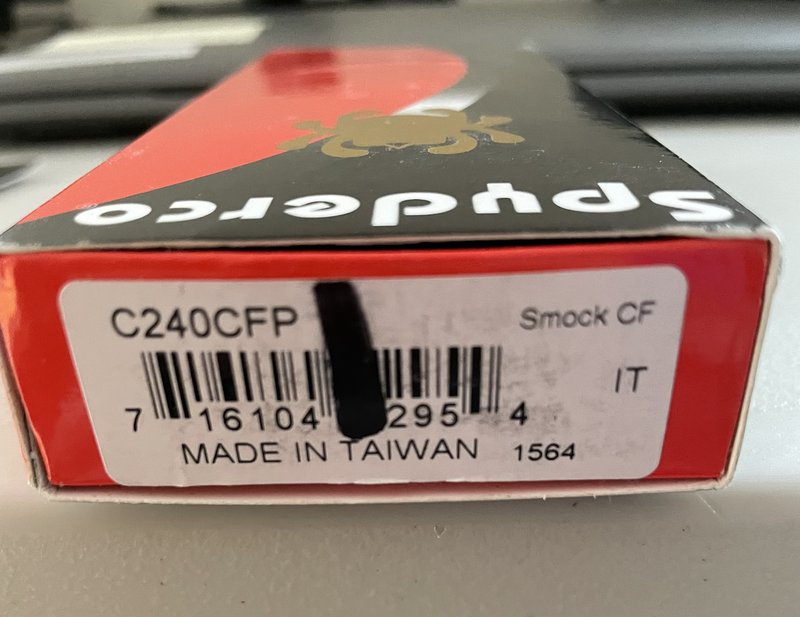 Spyderco
C240CFP
Smock CF
IT
7 16104 295 4
MADE IN TAIWAN 1564